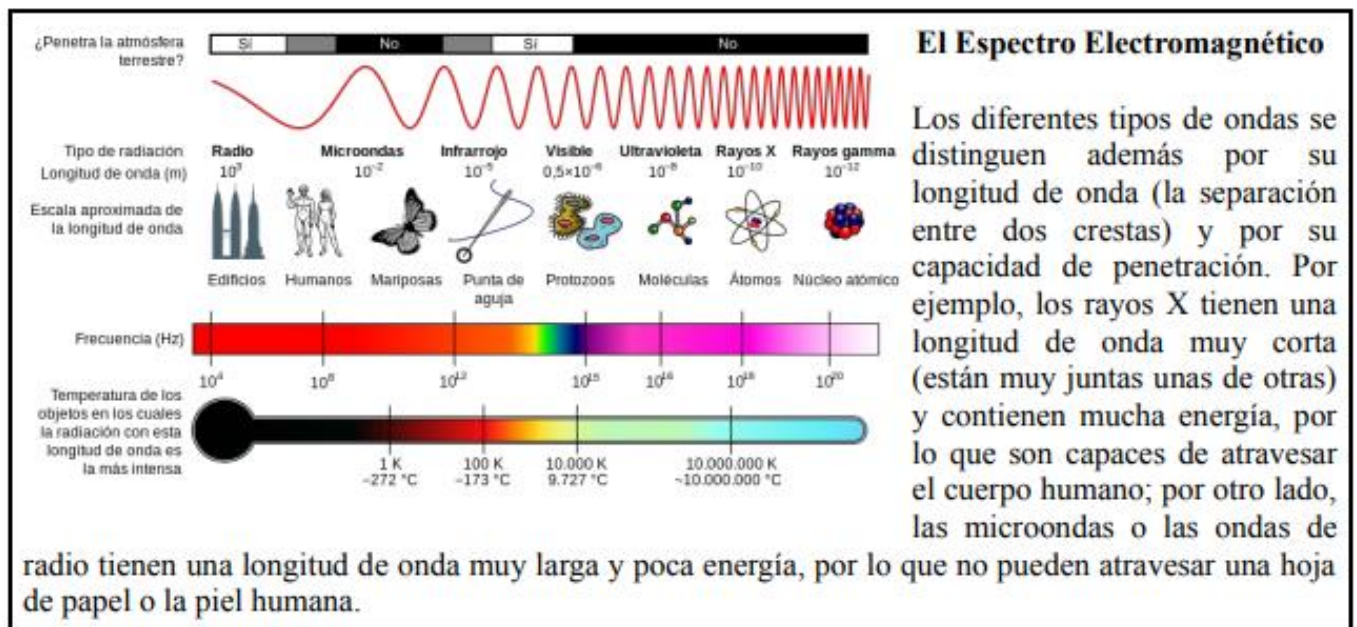 ¿Penetra la atmósfera
terrestre?
Sí No Sí No
Tipo de radiación
Longitud de onda (m)
Radio Microondas Infrarrojo Visible Ultravioleta Rayos X Rayos gamma
10³ 10⁻² 10⁻⁵ 0,5×10⁻⁶ 10⁻⁸ 10⁻¹⁰ 10⁻¹²
Escala aproximada de
la longitud de onda
Edificios Humanos Mariposas Punta de
aguja
Protozoos Moléculas Átomos Núcleo atómico
Frecuencia (Hz)
10⁴ 10⁸ 10¹² 10¹⁵ 10¹⁶ 10¹⁸ 10²⁰
Temperatura de los
objetos en los cuales
la radiación con esta
longitud de onda es
la más intensa
1 K 100 K 10.000 K 10.000.000 K
−272 °C −173 °C 9.727 °C ~10.000.000 °C
El Espectro Electromagnético
Los diferentes tipos de ondas se
distinguen además por su
longitud de onda (la separación
entre dos crestas) y por su
capacidad de penetración. Por
ejemplo, los rayos X tienen una
longitud de onda muy corta
(están muy juntas unas de otras)
y contienen mucha energía, por
lo que son capaces de atravesar
el cuerpo humano; por otro lado,
las microondas o las ondas de
radio tienen una longitud de onda muy larga y poca energía, por lo que no pueden atravesar una hoja
de papel o la piel humana.